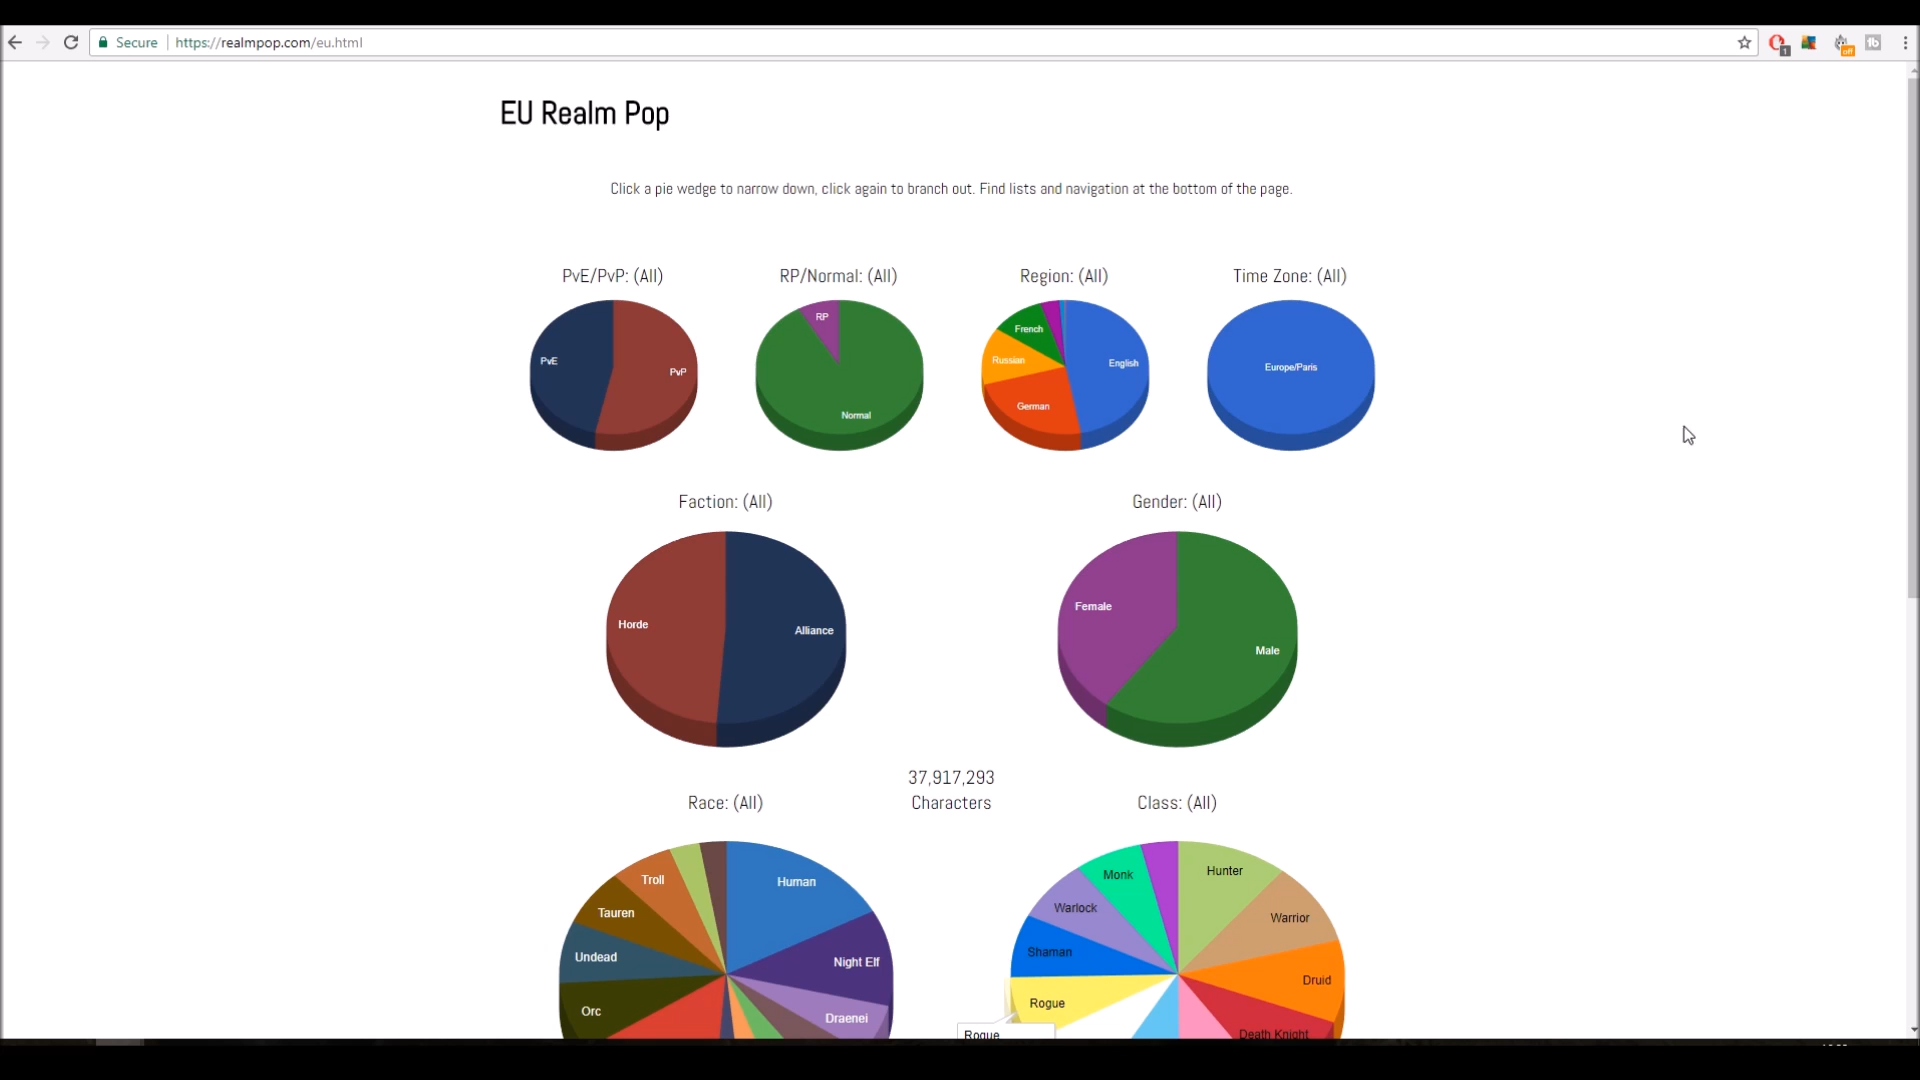 Secure https://realmpop.com/eu.html
1
off
EU Realm Pop
Click a pie wedge to narrow down, click again to branch out. Find lists and navigation at the bottom of the page.
PvE/PvP: (All) RP/Normal: (All) Region: (All) Time Zone: (All)
PvE PvP
RP Normal
French Russian German English
Europe/Paris
Faction: (All) Gender: (All)
Horde Alliance
Female Male
37,917,293
Characters
Race: (All) Class: (All)
Troll Human
Tauren
Undead Night Elf
Orc Draenei
Monk Hunter
Warlock Warrior
Shaman Druid
Rogue Death Knight
Rogue